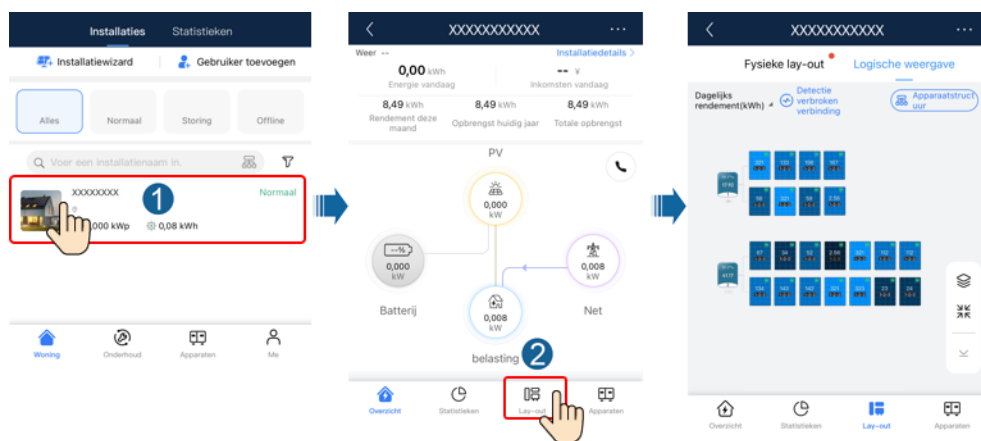 Installaties Statistieken
Installatiewizard Gebruiker toevoegen
Alles Normaal Storing Offline
Voer een installatienaam in.
XXXXXXXX Normaal
1
000 kWp 0,08 kWh
Woning Onderhoud Apparaten Me
XXXXXXXXXXX ...
Weer -- Installatiedetails >
0,00 kWh -- ¥
Energie vandaag Inkomsten vandaag
8,49 kWh 8,49 kWh 8,49 kWh
Rendement deze maand Opbrengst huidig jaar Totale opbrengst
PV
0,000
kW
--%
0,000
kW
0,008
kW
Batterij Net
0,008
kW
belasting 2
Overzicht Statistieken Lay-out Apparaten
XXXXXXXXXXX ...
Fysieke lay-out Logische weergave
Dagelijks
rendement(kWh)
Detectie
verbroken
verbinding
Apparaatstruct
uur
Overzicht Statistieken Lay-out Apparaten